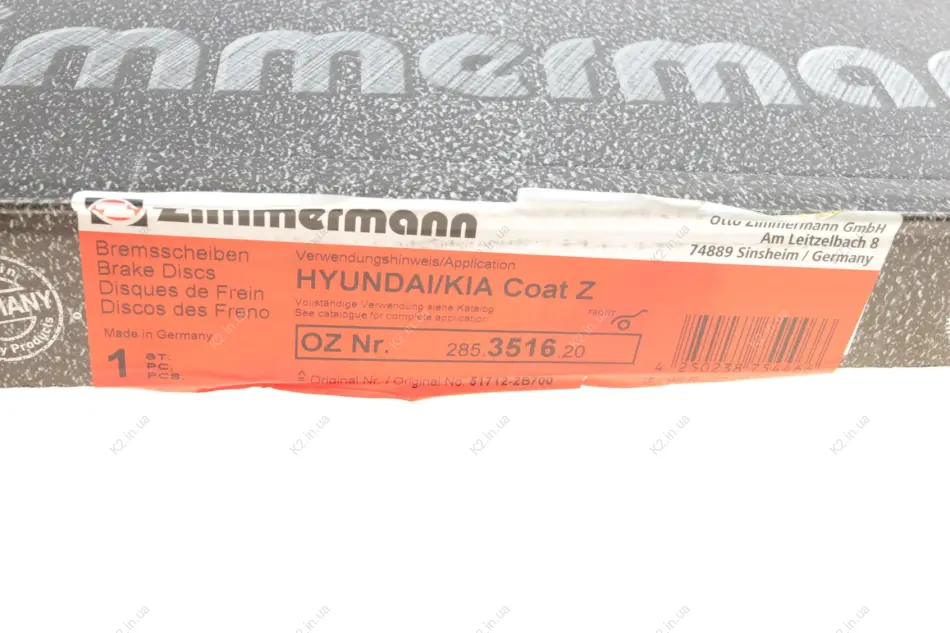 zimmermann
Zimmermann
Otto Zimmermann GmbH
Am Leitzelbach 8
74889 Sinsheim / Germany
Bremsscheiben
Brake Discs
Disques de Frein
Discos des Freno
Made in Germany
1 ST.
PC.
PCS.
Verwendungshinweis/Application
HYUNDAI/KIA Coat Z
Vollständige Verwendung siehe Katalog
See catalogue for complete application
FRONT
OZ Nr. 285.3516.20
Original Nr. / Original No. 51712-2B700
K2.in.ua